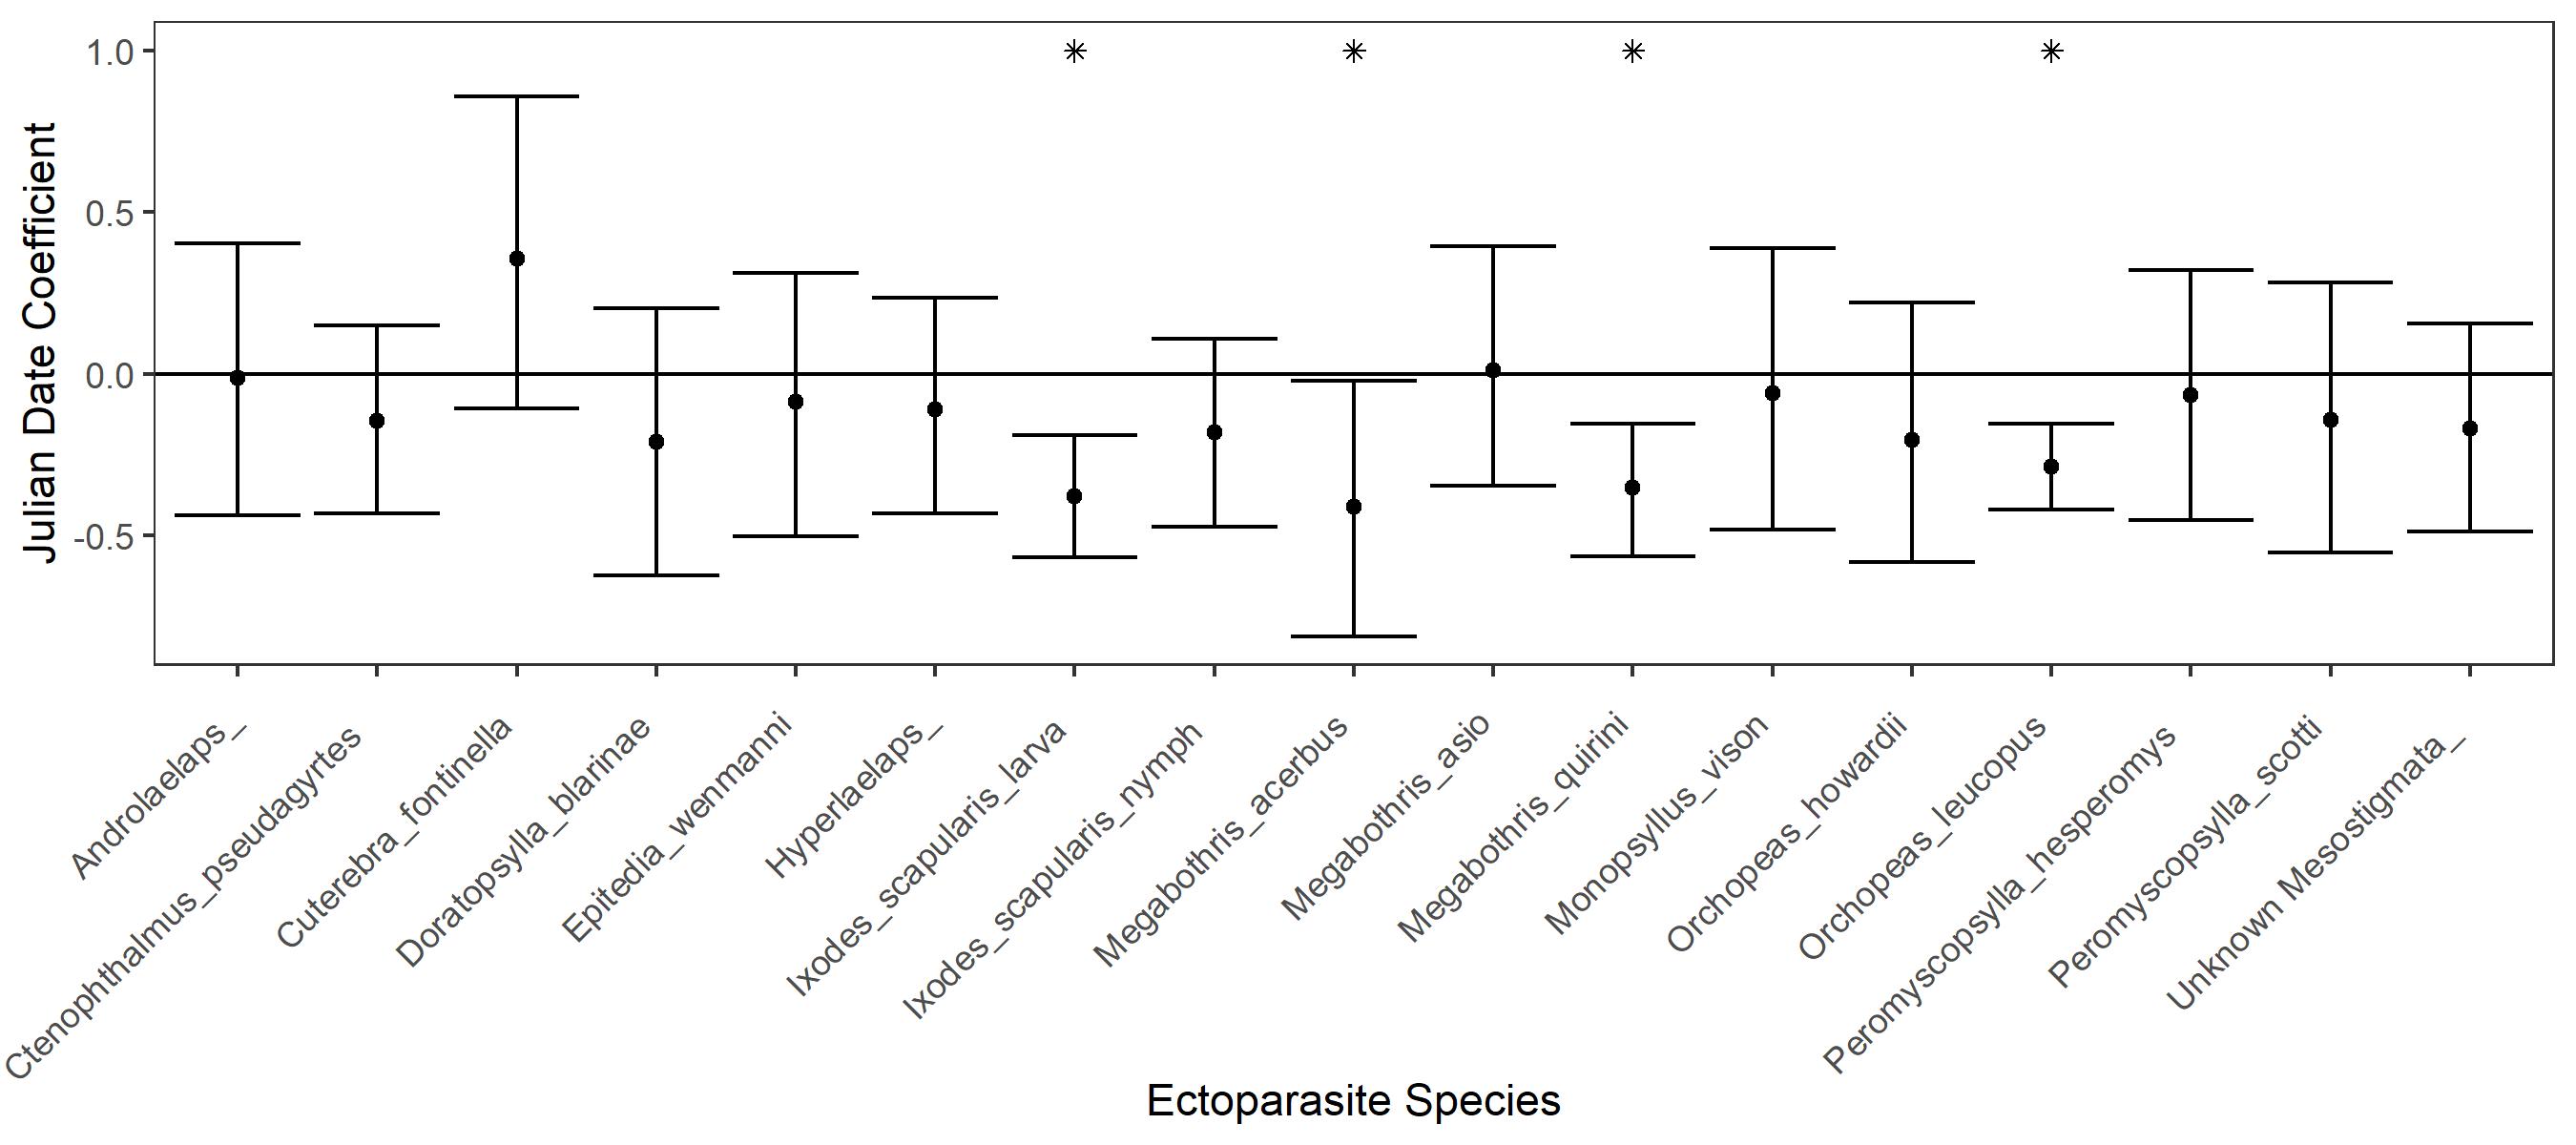 Julian Date Coefficient
1.0
0.5
0.0
-0.5
* * * *
Androlaelaps_
Ctenophthalmus_pseudagyrtes
Cuterebra_fontinella
Doratopsylla_blarinae
Epitedia_wenmanni
Hyperlaelaps_
Ixodes_scapularis_larva
Ixodes_scapularis_nymph
Megabothris_acerbus
Megabothris_asio
Megabothris_quirini
Monopsyllus_vison
Orchopeas_howardii
Orchopeas_leucopus
Peromyscopsylla_hesperomys
Peromyscopsylla_scotti
Unknown Mesostigmata_
Ectoparasite Species